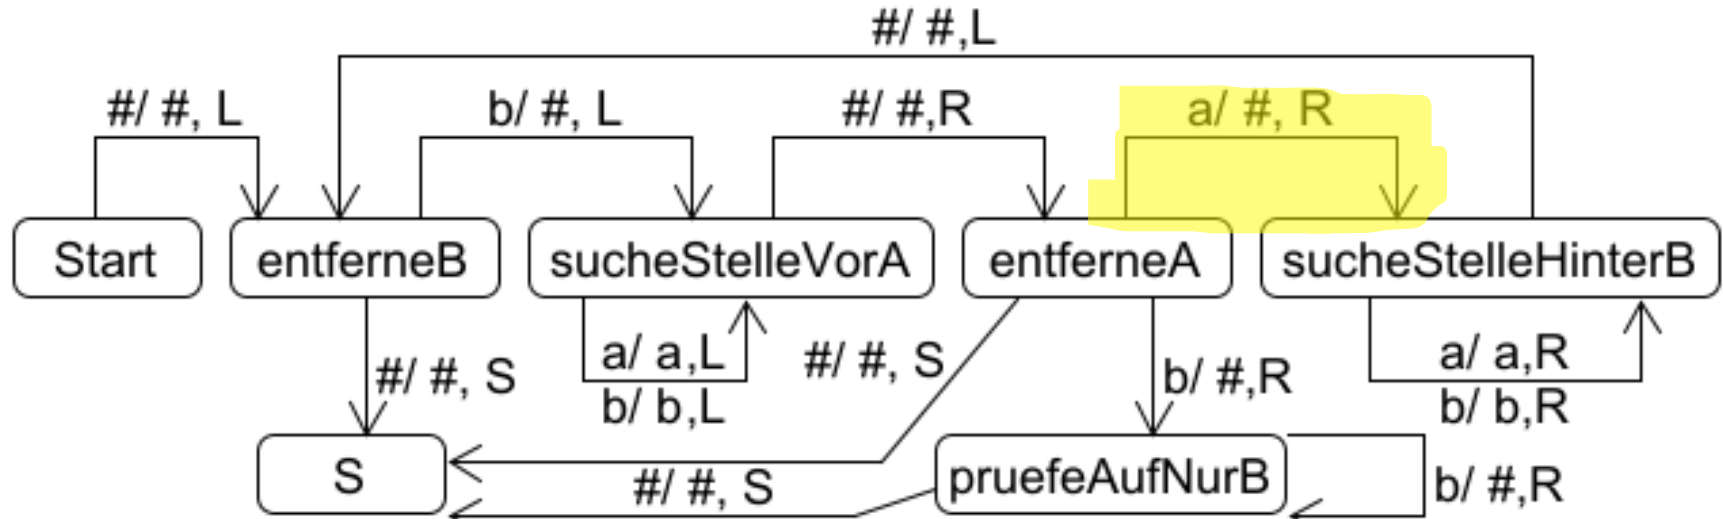 #/ #,L
#/ #, L
b/ #, L
#/ #,R
a/ #, R
Start
entferneB
sucheStelleVorA
entferneA
sucheStelleHinterB
#/ #, S
a/ a,L
b/ b,L
#/ #, S
b/ #,R
a/ a,R
b/ b,R
S
#/ #, S
pruefeAufNurB
b/ #,R